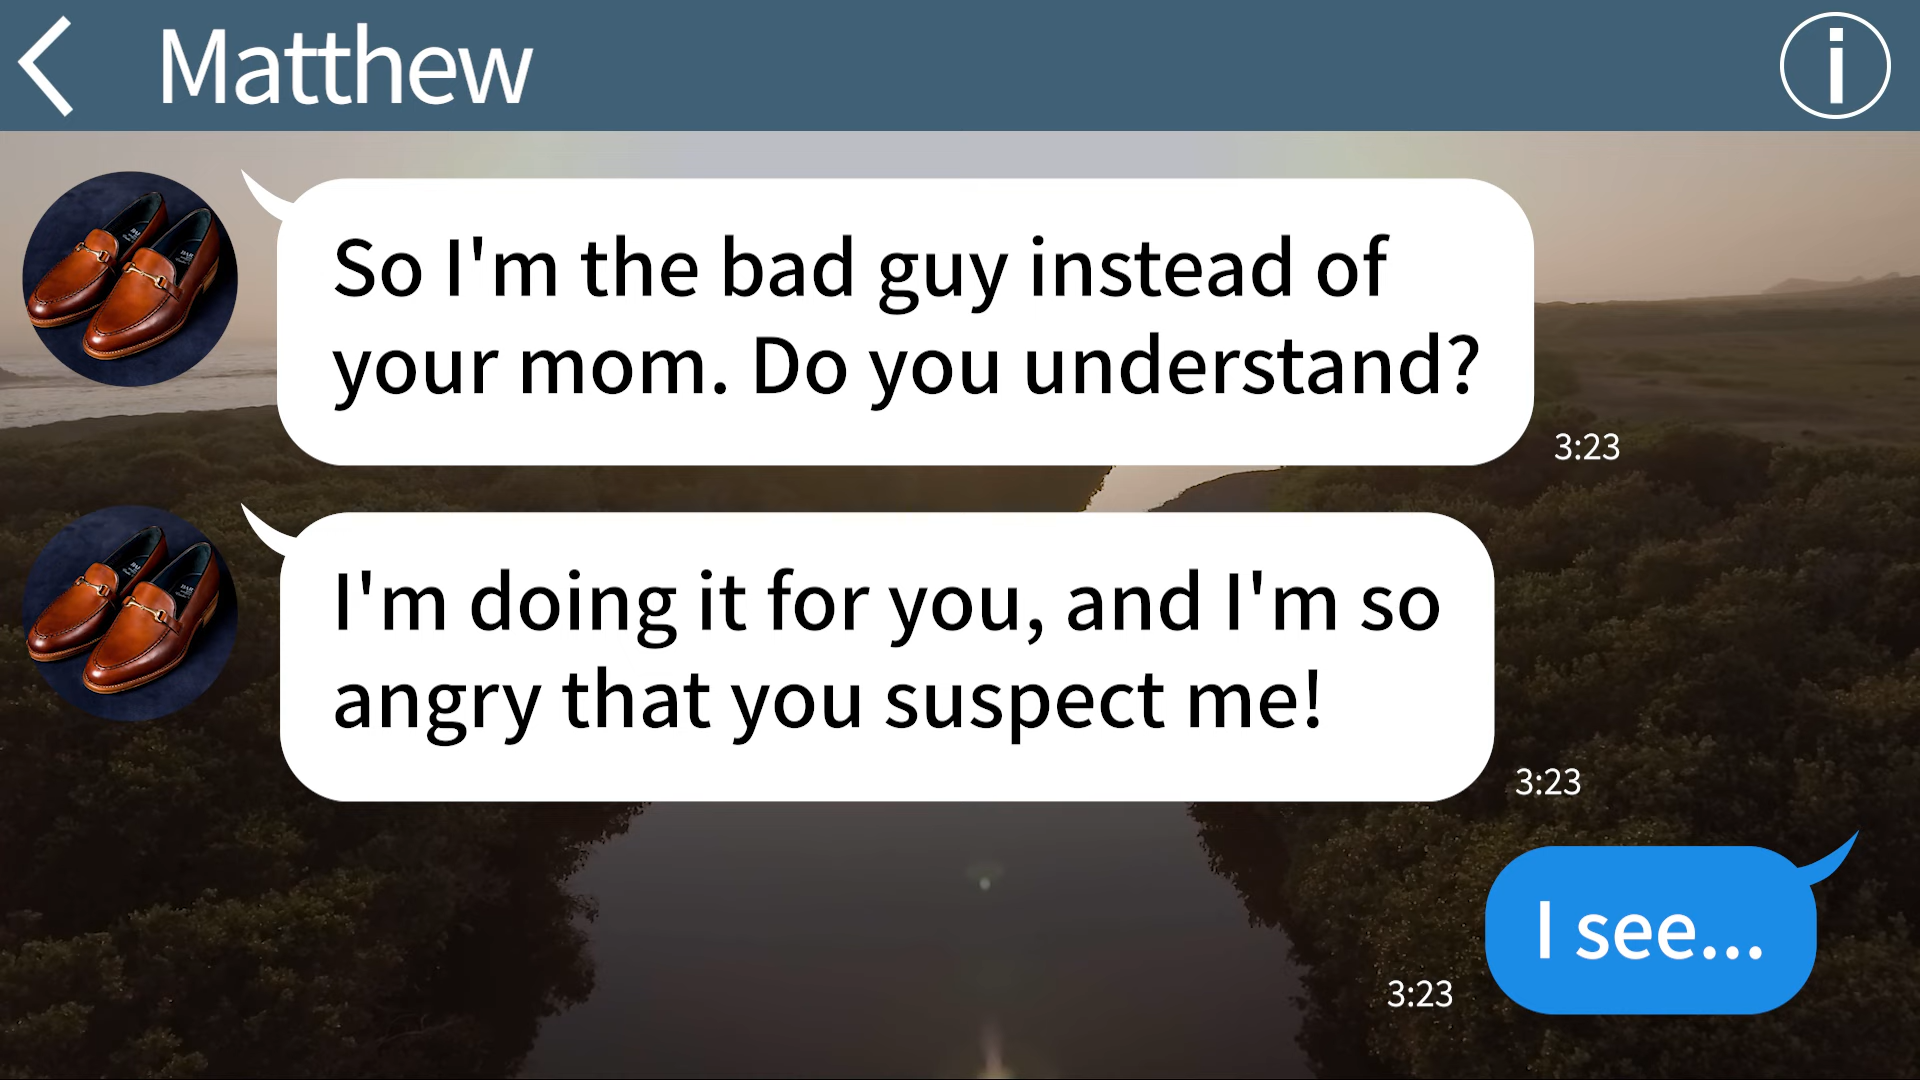 Matthew
So I'm the bad guy instead of
your mom. Do you understand?
3:23
I'm doing it for you, and I'm so
angry that you suspect me!
3:23
I see...
3:23